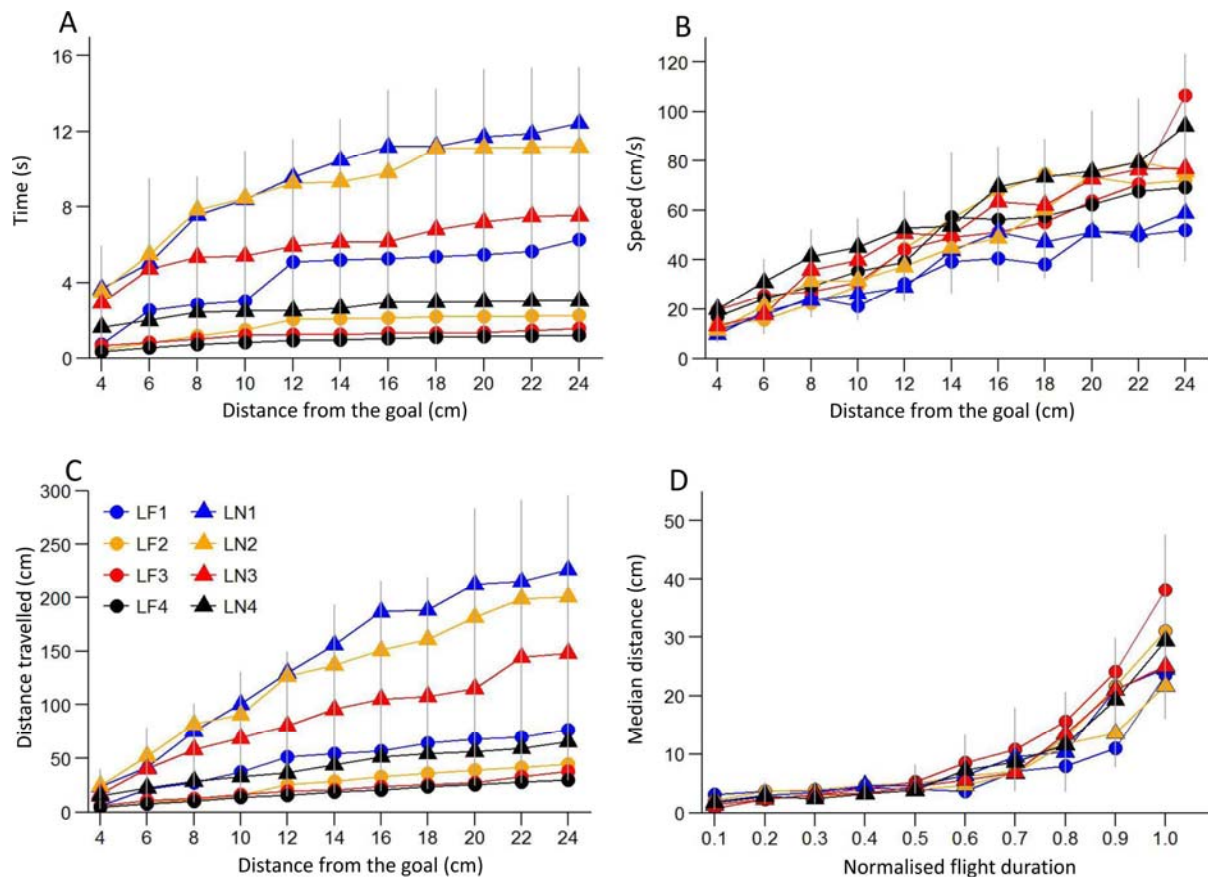 A
Time (s)
16
12
8
4
0
4 6 8 10 12 14 16 18 20 22 24
Distance from the goal (cm)
B
Speed (cm/s)
120
100
80
60
40
20
0
4 6 8 10 12 14 16 18 20 22 24
Distance from the goal (cm)
C
Distance travelled (cm)
300
250
200
150
100
50
0
LF1 LN1
LF2 LN2
LF3 LN3
LF4 LN4
4 6 8 10 12 14 16 18 20 22 24
Distance from the goal (cm)
D
Median distance (cm)
50
40
30
20
10
0
0.1 0.2 0.3 0.4 0.5 0.6 0.7 0.8 0.9 1.0
Normalised flight duration